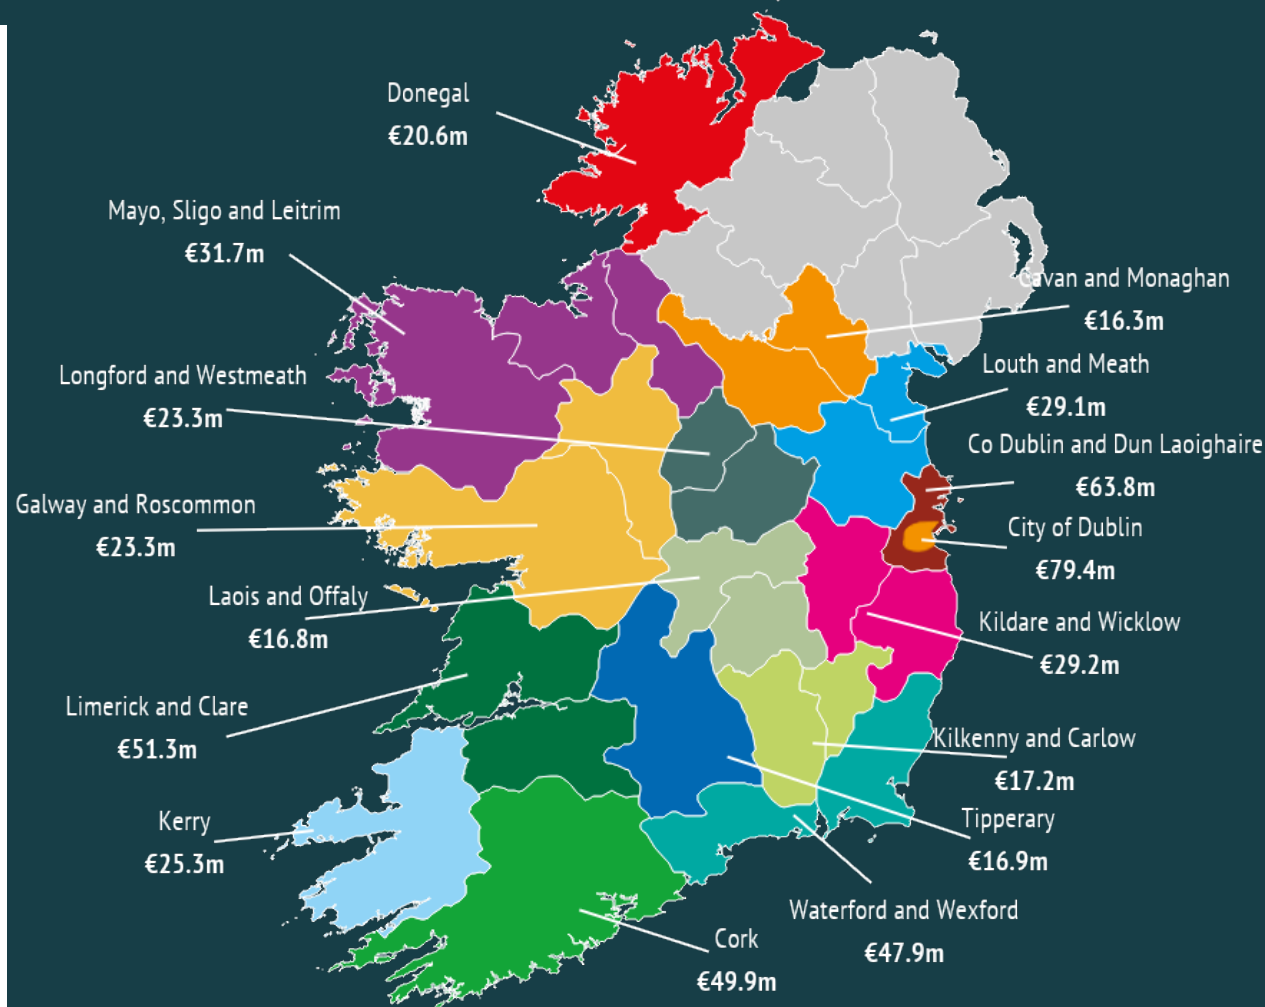 Donegal
€20.6m
Mayo, Sligo and Leitrim
€31.7m
Cavan and Monaghan
€16.3m
Longford and Westmeath
€23.3m
Louth and Meath
€29.1m
Co Dublin and Dun Laoighaire
€63.8m
Galway and Roscommon
€23.3m
City of Dublin
€79.4m
Laois and Offaly
€16.8m
Kildare and Wicklow
€29.2m
Limerick and Clare
€51.3m
Kilkenny and Carlow
€17.2m
Kerry
€25.3m
Tipperary
€16.9m
Waterford and Wexford
€47.9m
Cork
€49.9m